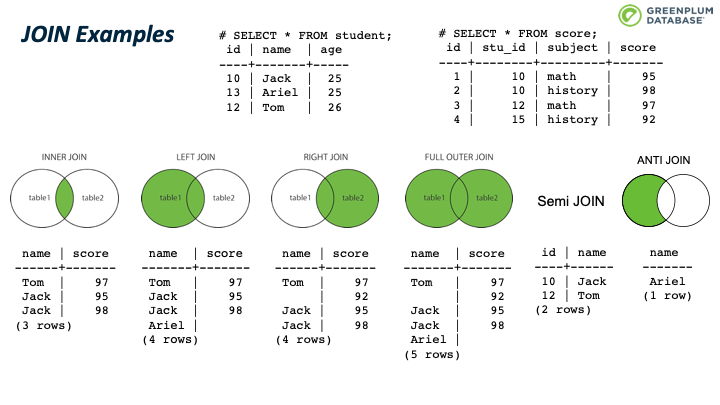 JOIN Examples
GREENPLUM
DATABASE®
# SELECT * FROM student;
id | name | age
----+-------+-----
10 | Jack | 25
13 | Ariel | 25
12 | Tom | 26
# SELECT * FROM score;
id | stu_id | subject | score
----+--------+---------+-------
1 | 10 | math | 95
2 | 10 | history | 98
3 | 12 | math | 97
4 | 15 | history | 92
INNER JOIN
table1
table2
name | score
------+-------
Tom | 97
Jack | 95
Jack | 98
(3 rows)
LEFT JOIN
table1
table2
name | score
-------+-------
Tom | 97
Jack | 95
Jack | 98
Ariel |
(4 rows)
RIGHT JOIN
table1
table2
name | score
------+-------
Tom | 97
| 92
Jack | 95
Jack | 98
(4 rows)
FULL OUTER JOIN
table1
table2
name | score
-------+-------
Tom | 97
| 92
Jack | 95
Jack | 98
Ariel |
(5 rows)
Semi JOIN
id | name
----+------
10 | Jack
12 | Tom
(2 rows)
ANTI JOIN
name
-------
Ariel
(1 row)